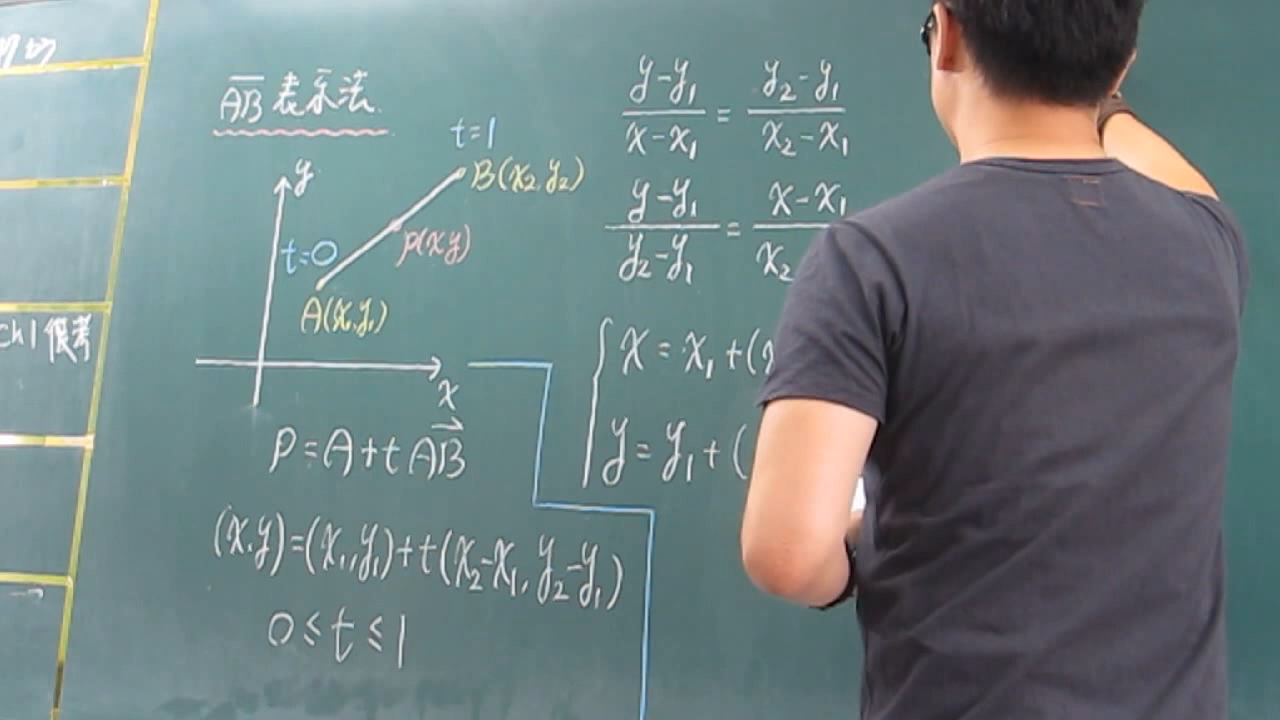 Ch1 很考
AB 表示法
y
t=1
B(x₂,y₂)
P(x,y)
t=0
A(x₁,y₁)
x
P=A+tAB
(x,y)=(x₁,y₁)+t(x₂-x₁, y₂-y₁)
0≤t≤1
(y-y₁)/(x-x₁) = (y₂-y₁)/(x₂-x₁)
(y-y₁)/(y₂-y₁) = (x-x₁)/(x₂
x = x₁+(x
y = y₁+(